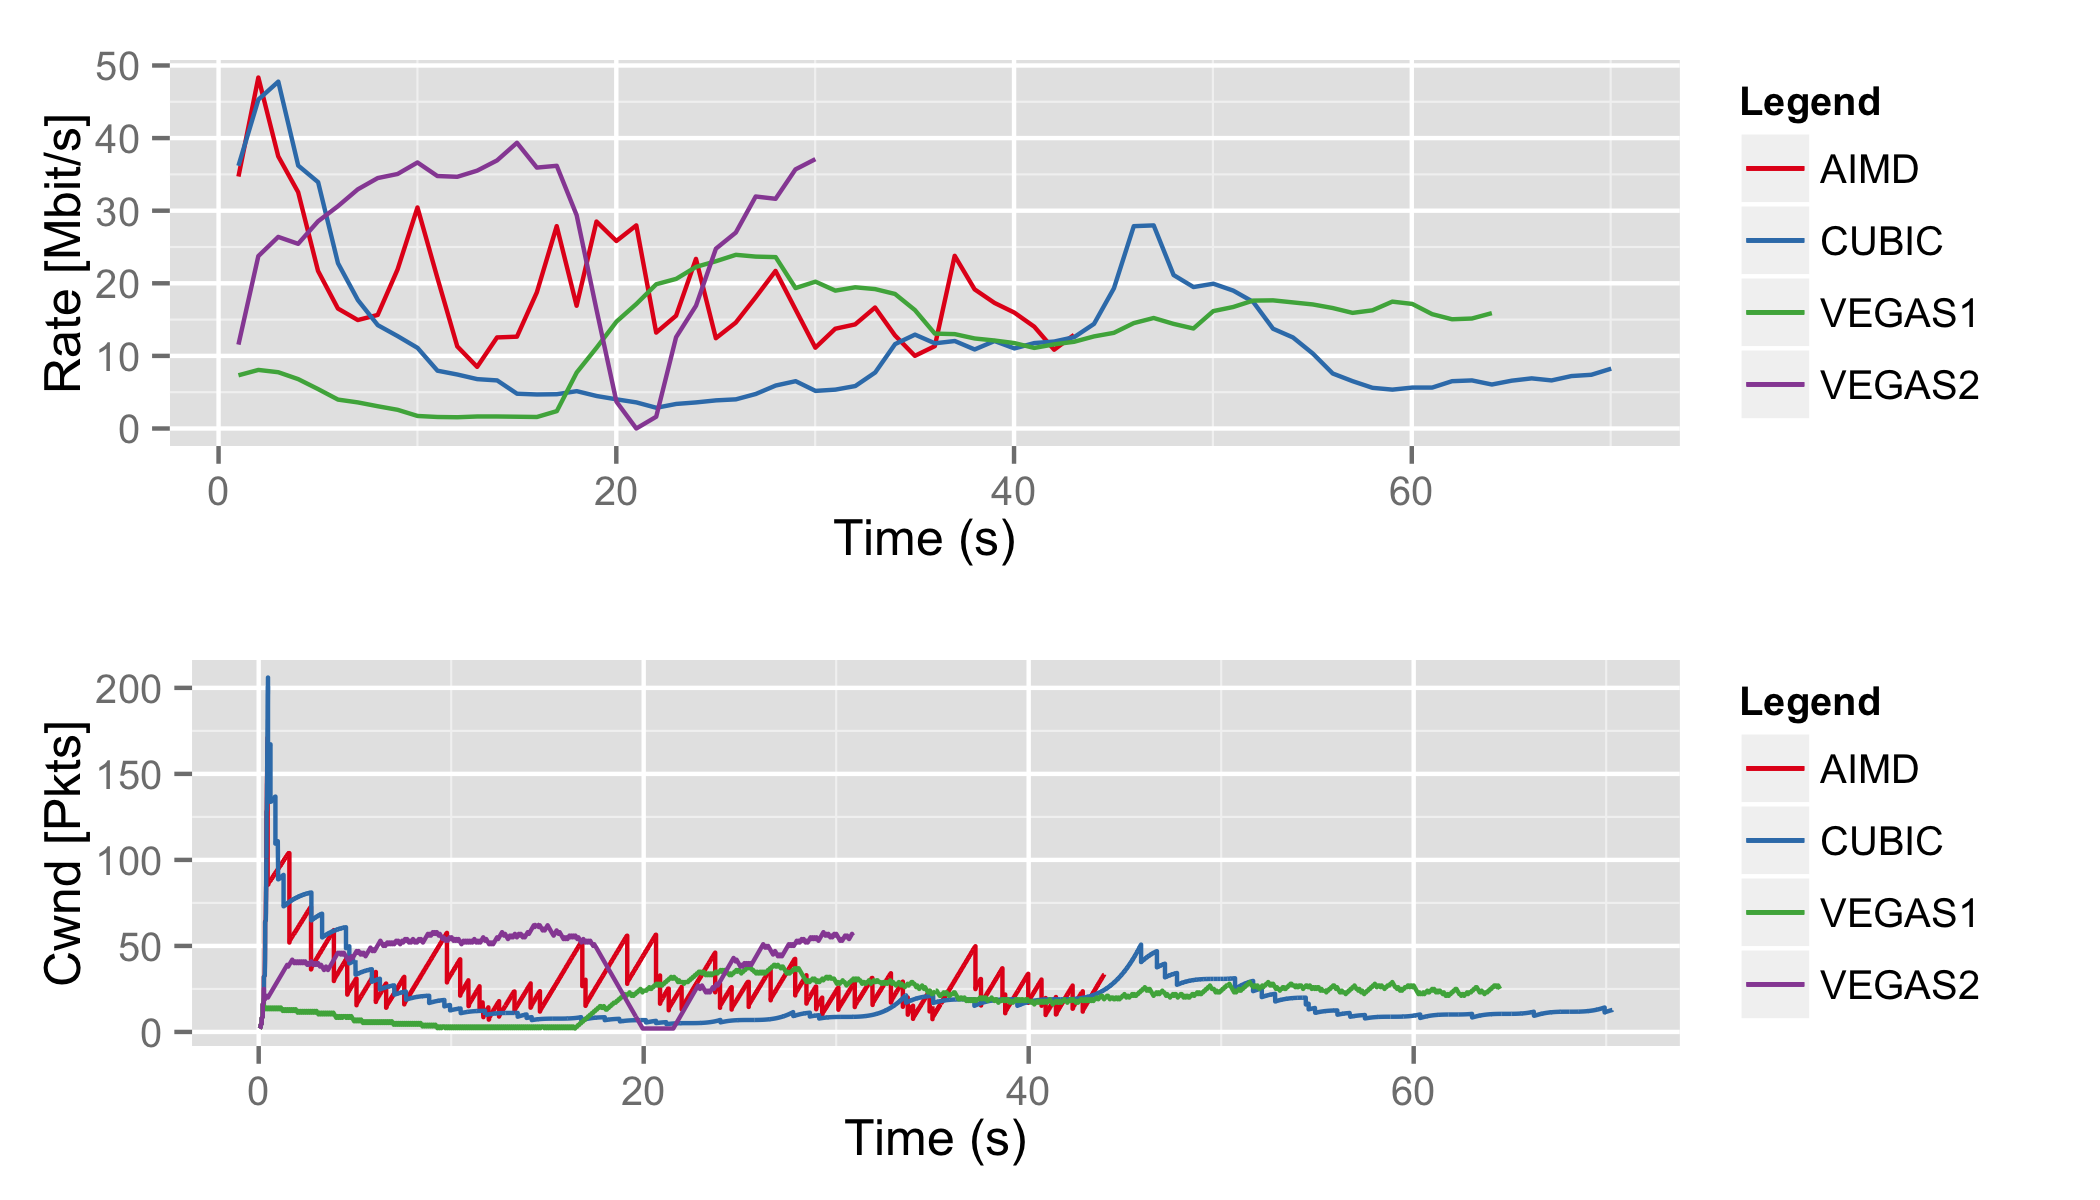 50
40
30
20
10
0
Rate [Mbit/s]
0 20 40 60
Time (s)
Legend
AIMD
CUBIC
VEGAS1
VEGAS2
200
150
100
50
0
Cwnd [Pkts]
0 20 40 60
Time (s)
Legend
AIMD
CUBIC
VEGAS1
VEGAS2